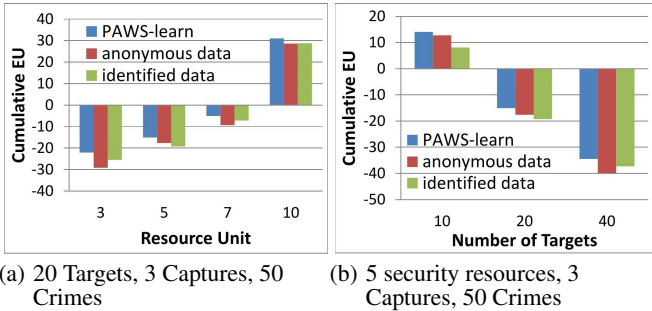 40
30
20
10
0
-10
-20
-30
-40
Cumulative EU
PAWS-learn
anonymous data
identified data
3 5 7 10
Resource Unit
(a) 20 Targets, 3 Captures, 50
Crimes
20
10
0
-10
-20
-30
-40
-50
Cumulative EU
PAWS-learn
anonymous data
identified data
10 20 40
Number of Targets
(b) 5 security resources, 3
Captures, 50 Crimes